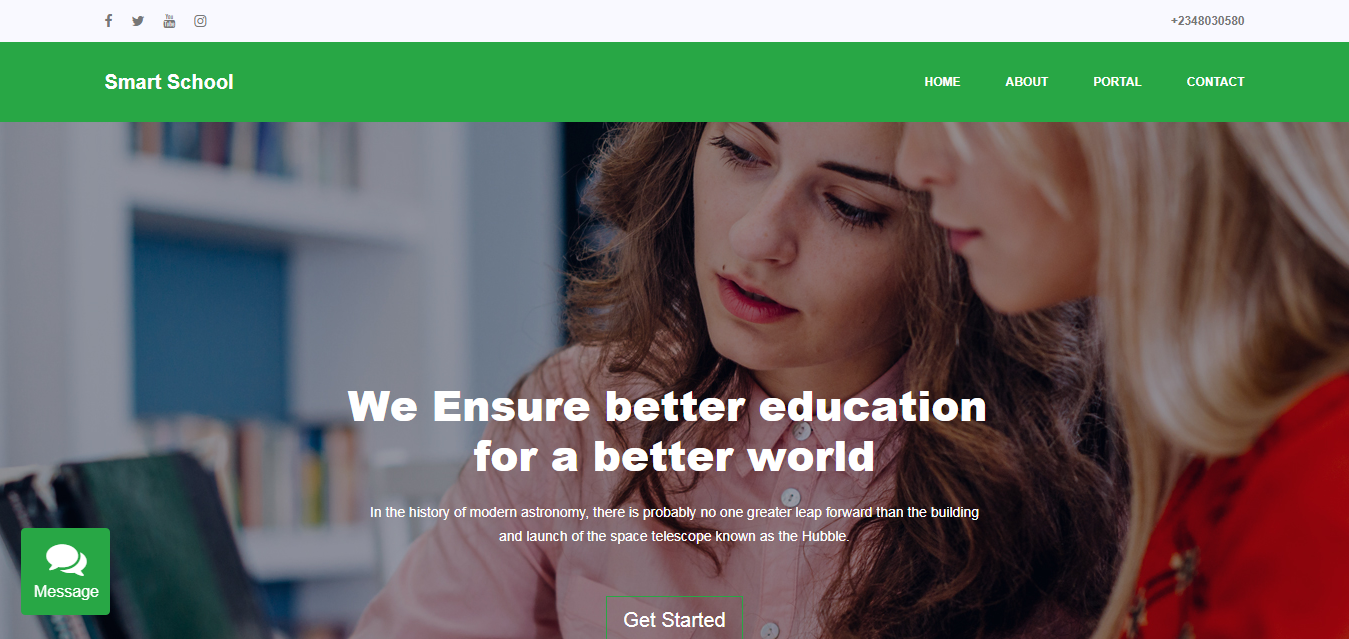 +2348030580
Smart School
HOME ABOUT PORTAL CONTACT
We Ensure better education
for a better world
In the history of modern astronomy, there is probably no one greater leap forward than the building
and launch of the space telescope known as the Hubble.
Message
Get Started